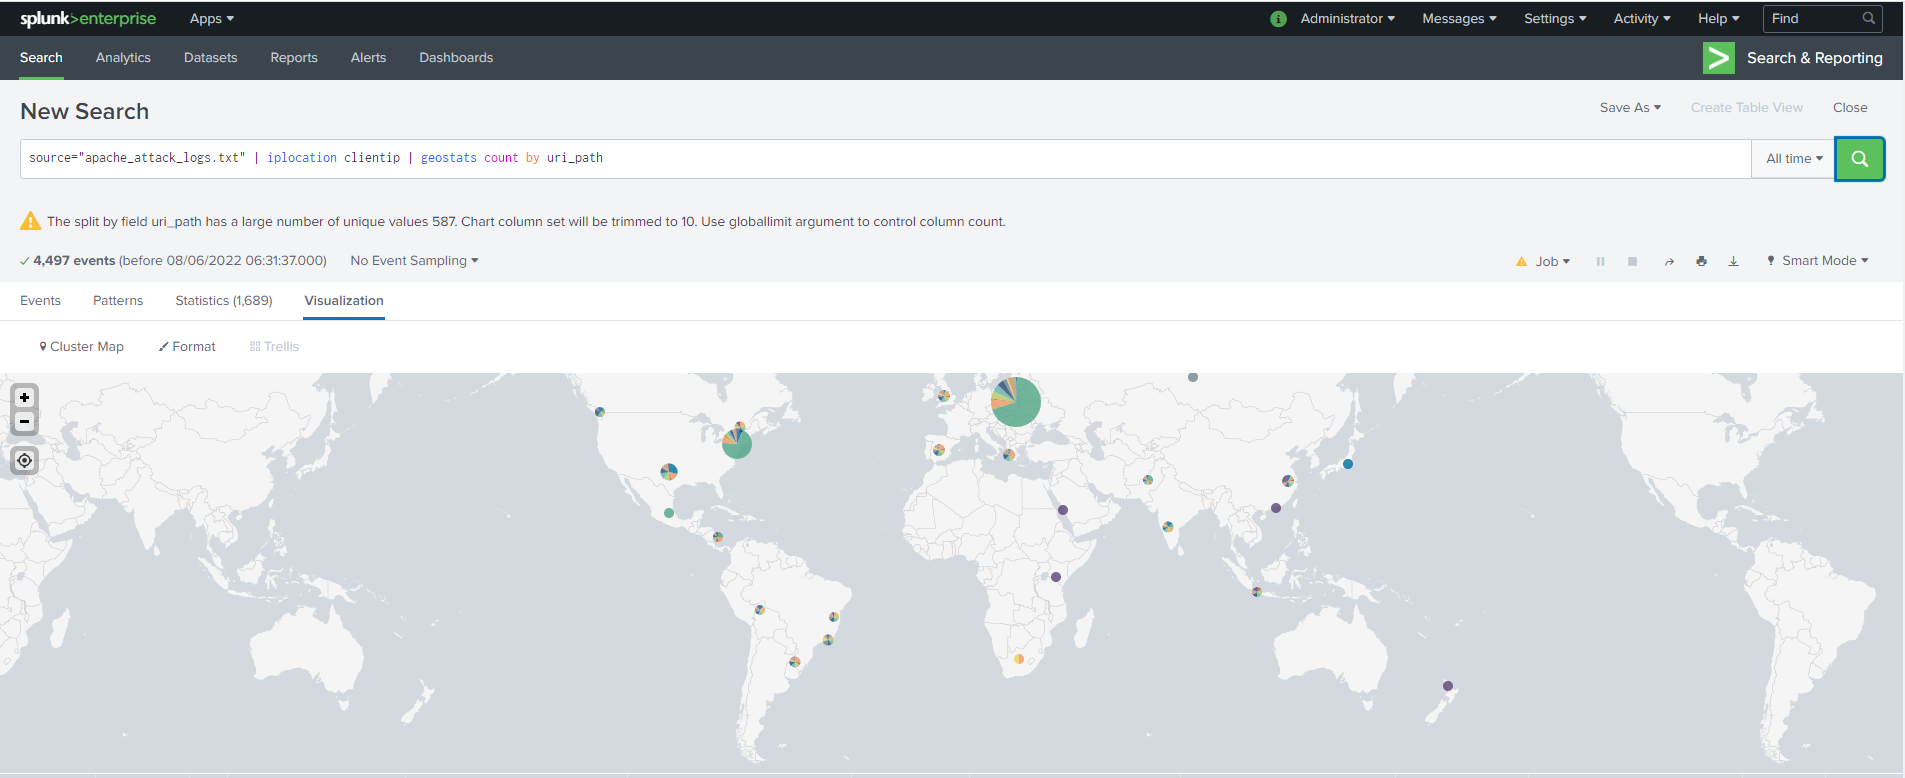 splunk>enterprise Apps Administrator Messages Settings Activity Help Find
Search Analytics Datasets Reports Alerts Dashboards Search & Reporting
New Search Save As Create Table View Close
source="apache_attack_logs.txt" | iplocation clientip | geostats count by uri_path All time
The split by field uri_path has a large number of unique values 587. Chart column set will be trimmed to 10. Use globallimit argument to control column count.
4,497 events (before 08/06/2022 06:31:37.000) No Event Sampling Job Smart Mode
Events Patterns Statistics (1,689) Visualization
Cluster Map Format Trellis
+
−